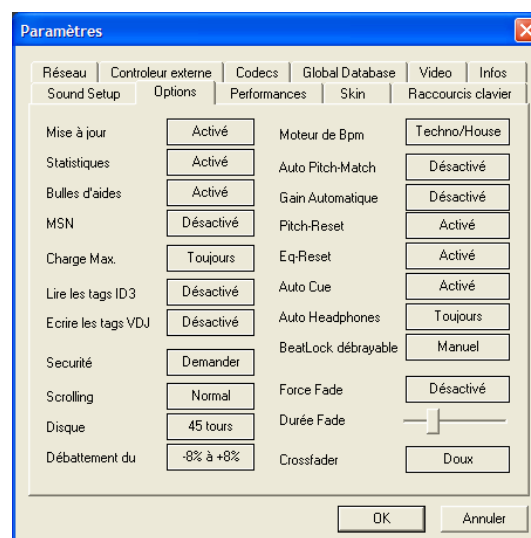 Paramètres
Réseau Controleur externe Codecs Global Database Video Infos
Sound Setup Options Performances Skin Raccourcis clavier
Mise à jour Activé
Statistiques Activé
Bulles d'aides Activé
MSN Désactivé
Charge Max. Toujours
Lire les tags ID3 Désactivé
Ecrire les tags VDJ Désactivé
Securité Demander
Scrolling Normal
Disque 45 tours
Débattement du -8% à +8%
Moteur de Bpm Techno/House
Auto Pitch-Match Désactivé
Gain Automatique Désactivé
Pitch-Reset Activé
Eq-Reset Activé
Auto Cue Activé
Auto Headphones Toujours
BeatLock débrayable Manuel
Force Fade Désactivé
Durée Fade
Crossfader Doux
OK Annuler